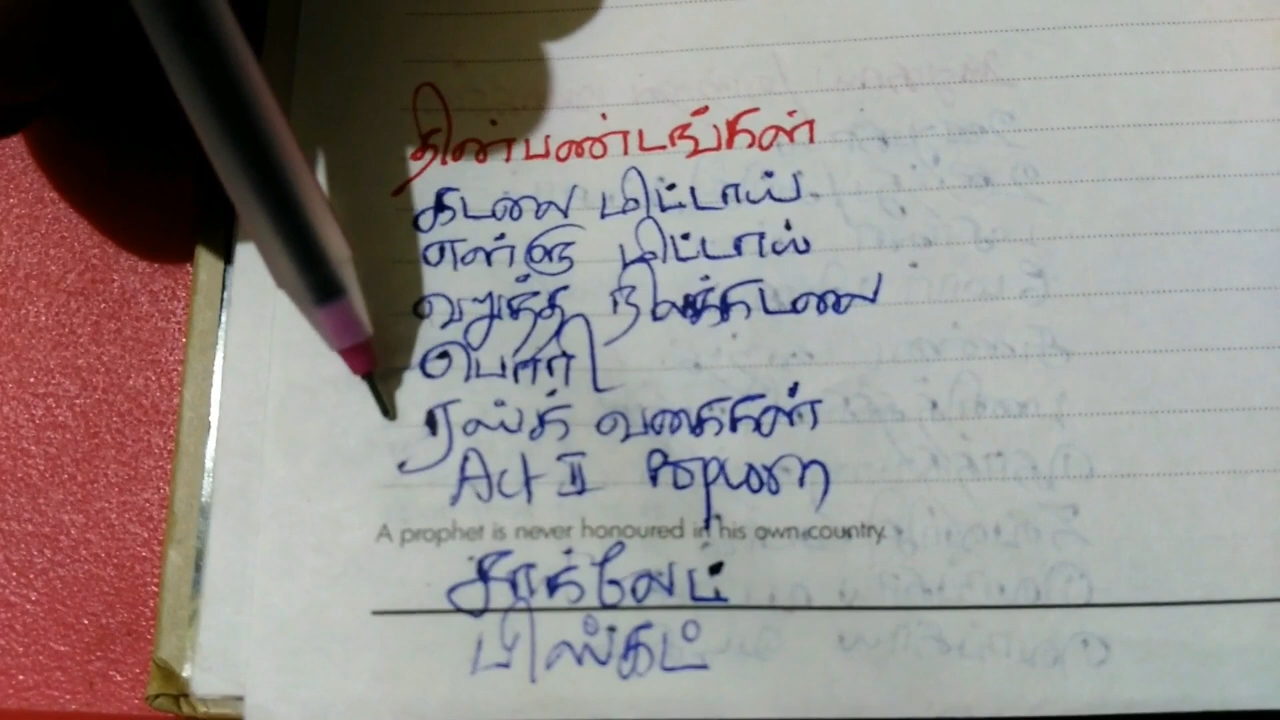 தின்பண்டங்கள்
கடலை மிட்டாய்
எள்ளு மிட்டாய்
வறுத்த நிலக்கடலை
பொரி
ரஸ்க் வகைகள்
Act II
A prophet is never honoured in his own country.
சாக்லேட்
பிஸ்கட்